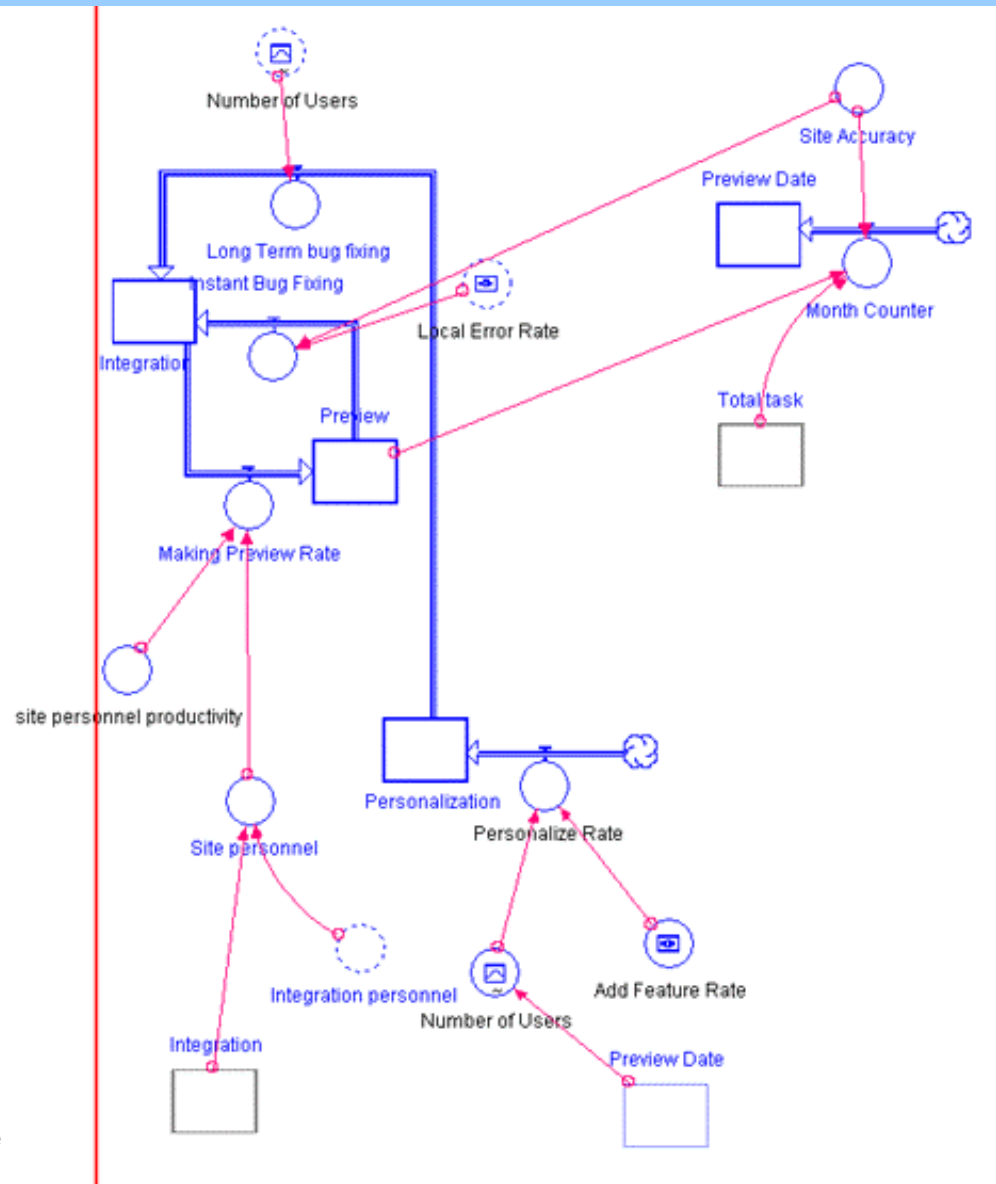 Number of Users
Site Accuracy
Preview Date
Long Term bug fixing
Instant Bug Fixing
Month Counter
Local Error Rate
Integration
Total task
Preview
Making Preview Rate
site personnel productivity
Personalization
Personalize Rate
Site personnel
Add Feature Rate
Integration personnel
Number of Users
Integration
Preview Date